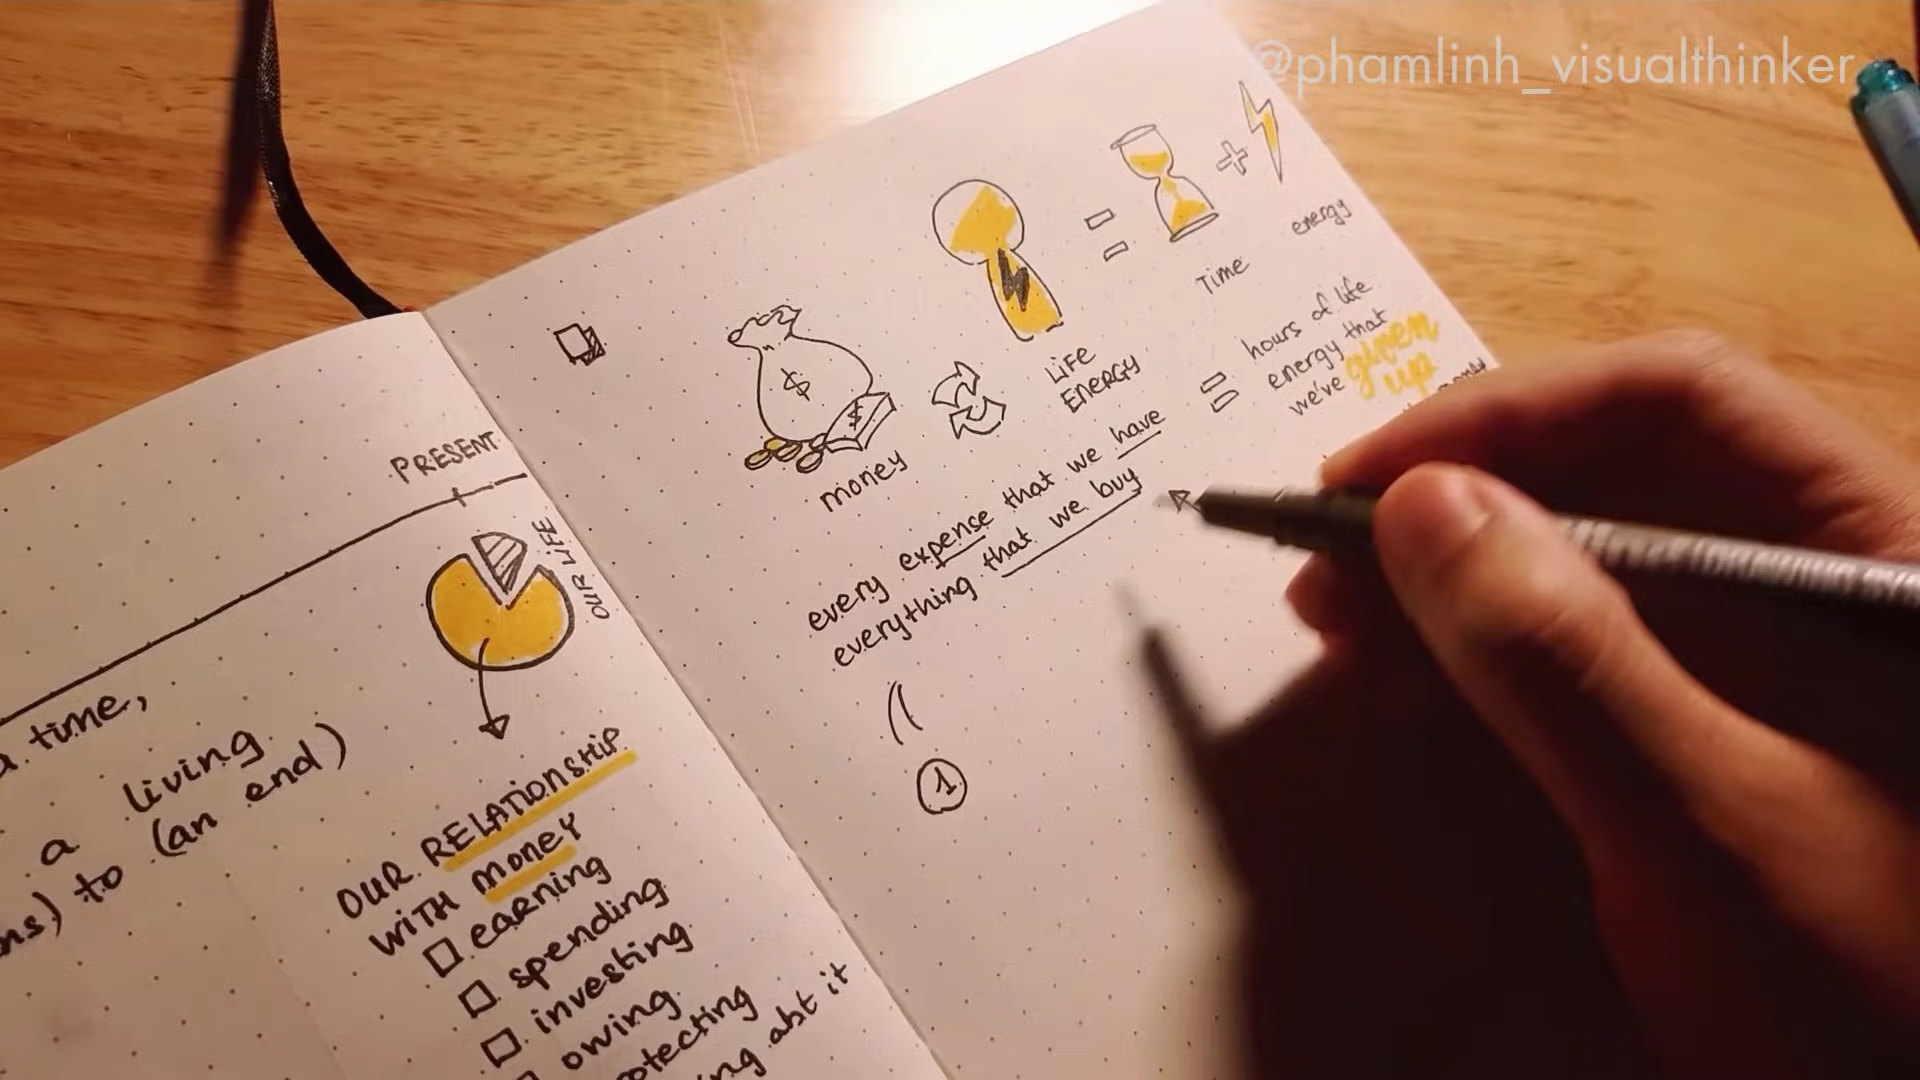 @phamlinh_visualthinker
PRESENT
OUR LIFE
time,
a living
to (an end)
OUR RELATIONSHIP
WITH MONEY
earning
spending
investing
owing
abt it
$
$
money
LIFE
ENERGY
=
Time
+
energy
every expense that we have
everything that we buy
=
hours of life
energy that
we've given
up
1